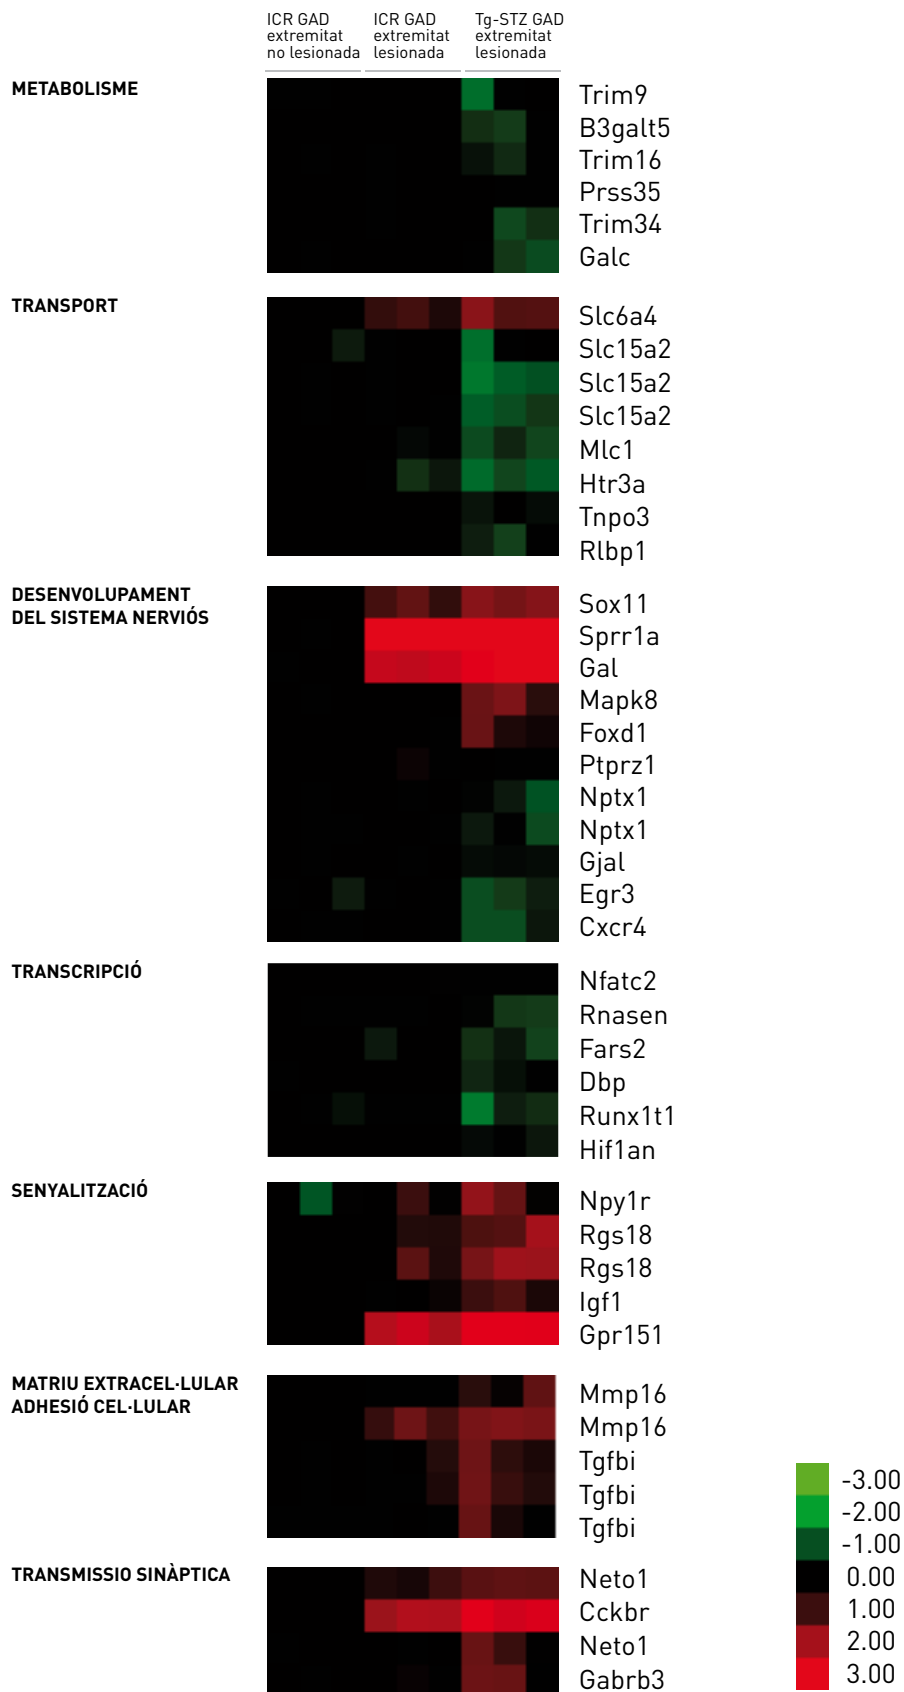 ICR GAD
extremitat
no lesionada
ICR GAD
extremitat
lesionada
Tg-STZ GAD
extremitat
lesionada
METABOLISME
Trim9
B3galt5
Trim16
Prss35
Trim34
Galc
TRANSPORT
Slc6a4
Slc15a2
Slc15a2
Slc15a2
Mlc1
Htr3a
Tnpo3
Rlbp1
DESENVOLUPAMENT
DEL SISTEMA NERVIÓS
Sox11
Sprr1a
Gal
Mapk8
Foxd1
Ptprz1
Nptx1
Nptx1
Gjal
Egr3
Cxcr4
TRANSCRIPCIÓ
Nfatc2
Rnasen
Fars2
Dbp
Runx1t1
Hif1an
SENYALITZACIÓ
Npy1r
Rgs18
Rgs18
Igf1
Gpr151
MATRIU EXTRACEL·LULAR
ADHESIÓ CEL·LULAR
Mmp16
Mmp16
Tgfbi
Tgfbi
Tgfbi
TRANSMISSIO SINÀPTICA
Neto1
Cckbr
Neto1
Gabrb3
-3.00
-2.00
-1.00
0.00
1.00
2.00
3.00